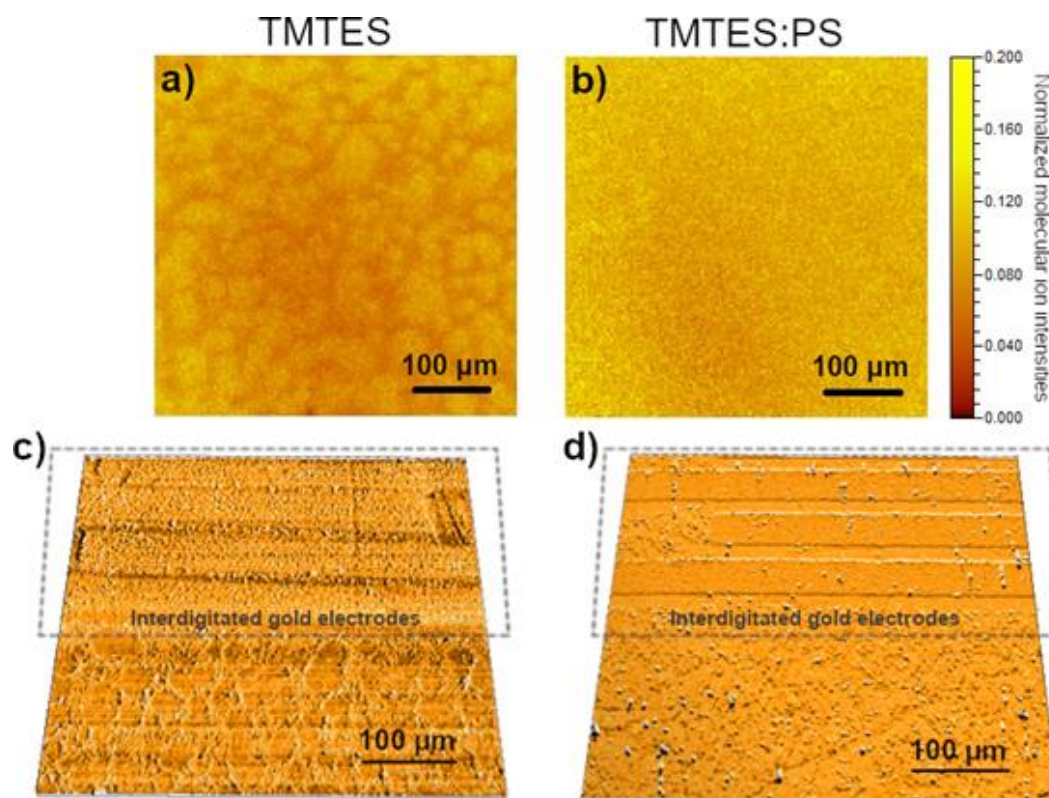 TMTES
TMTES:PS
a)
b)
100 µm
100 µm
0.200
0.160
0.120
0.080
0.040
0.000
Normalized molecular ion intensities
c)
d)
Interdigitated gold electrodes
Interdigitated gold electrodes
100 µm
100 µm